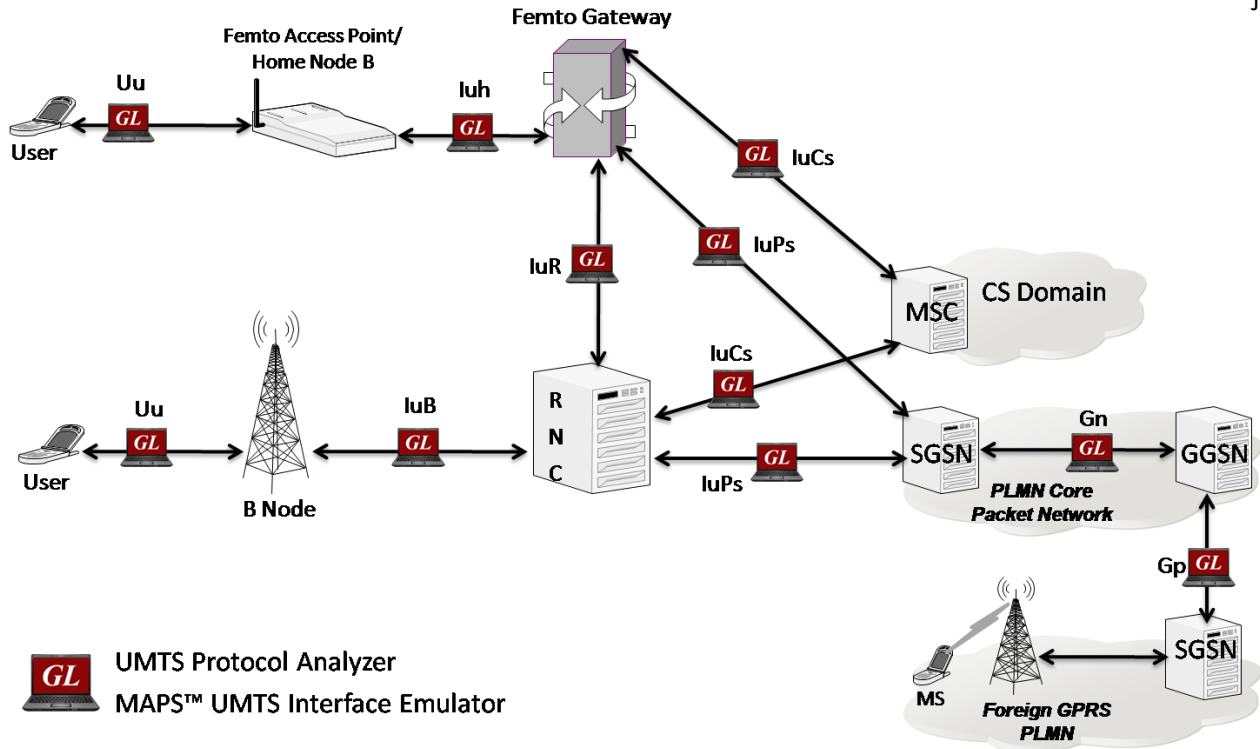 J
Femto Gateway
Femto Access Point/
Home Node B
Uu
GL
Iuh
GL
User
GL
IuCs
GL
IuPs
IuR
GL
MSC
CS Domain
IuCs
GL
R
N
C
Uu
GL
IuB
GL
User
B Node
GL
IuPs
SGSN
Gn
GL
GGSN
PLMN Core
Packet Network
Gp
GL
SGSN
MS
Foreign GPRS
PLMN
GL
UMTS Protocol Analyzer
MAPS™ UMTS Interface Emulator